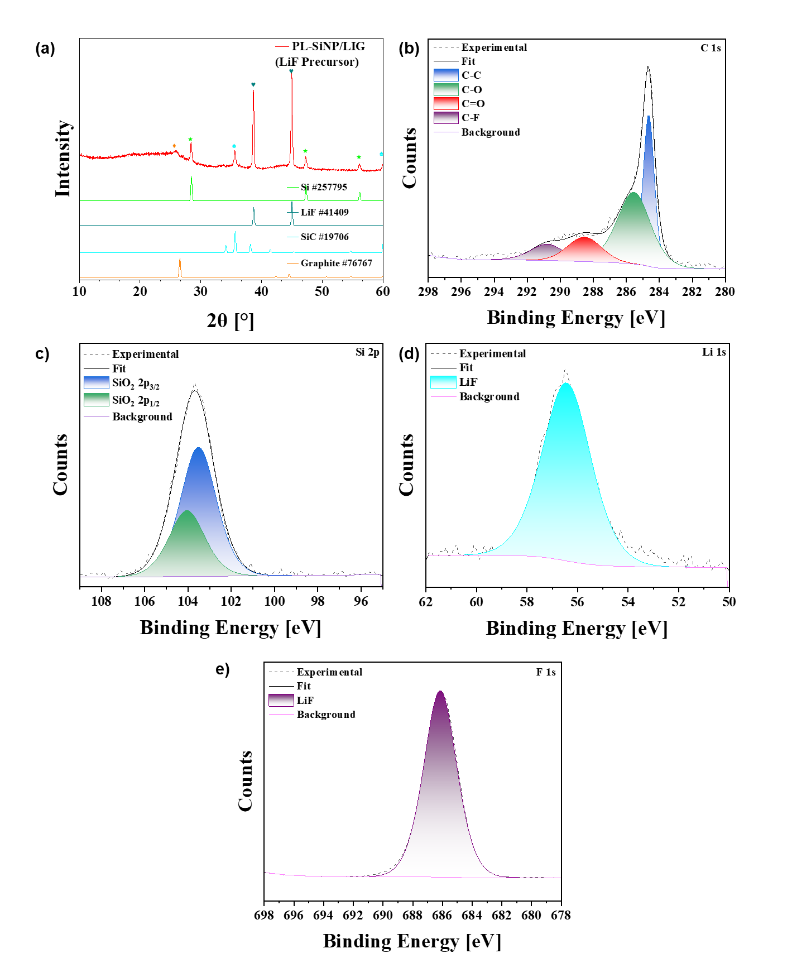 (a)
PL-SiNP/LIG
(LiF Precursor)
Intensity
Si #257795
LiF #41409
SiC #19706
Graphite #76767
10 20 30 40 50 60
2θ [°]
(b)
Experimental
Fit
C-C
C-O
C=O
C-F
Background
C 1s
Counts
298 296 294 292 290 288 286 284 282 280
Binding Energy [eV]
c)
Experimental
Fit
SiO₂ 2p₃/₂
SiO₂ 2p₁/₂
Background
Si 2p
Counts
108 106 104 102 100 98 96
Binding Energy [eV]
(d)
Experimental
Fit
LiF
Background
Li 1s
Counts
62 60 58 56 54 52 50
Binding Energy [eV]
e)
Experimental
Fit
LiF
Background
F 1s
Counts
698 696 694 692 690 688 686 684 682 680 678
Binding Energy [eV]